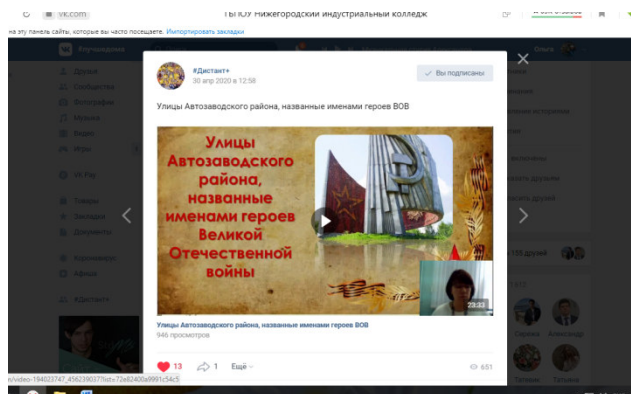 vk.com
ГБПОУ Нижегородский индустриальный колледж
на эту панель сайты, которые вы часто посещаете. Импортировать закладки
Ольга
Друзья
Сообщества
Фотографии
Музыка
Видео
Игры
VK Pay
Товары
Закладки
Документы
Коронавирус
Афиша
#Дистант+
#Дистант+
30 апр 2020 в 12:58
Вы подписаны
Улицы Автозаводского района, названные именами героев ВОВ
Улицы
Автозаводского
района,
названные
именами героев
Великой
Отечественной
войны
23:33
Улицы Автозаводского района, названные именами героев ВОВ
946 просмотров
13
1
Ещё
651
Александр
Татьяна